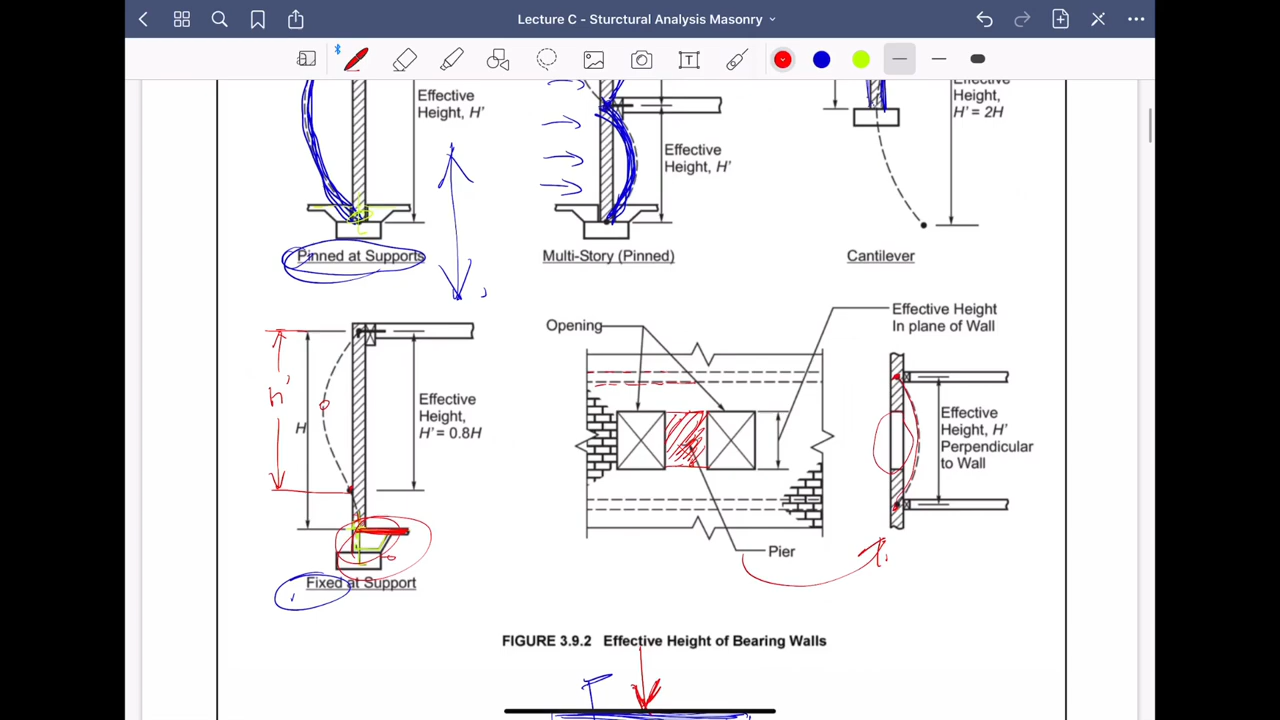 Lecture C - Sturctural Analysis Masonry
T
Effective
Height, H'
Effective
Height, H'
Effective
Height,
H' = 2H
Pinned at Supports
Multi-Story (Pinned)
Cantilever
h'
H
Effective
Height,
H' = 0.8H
Fixed at Support
Opening
Effective Height
In plane of Wall
Effective
Height, H'
Perpendicular
to Wall
Pier
FIGURE 3.9.2 Effective Height of Bearing Walls